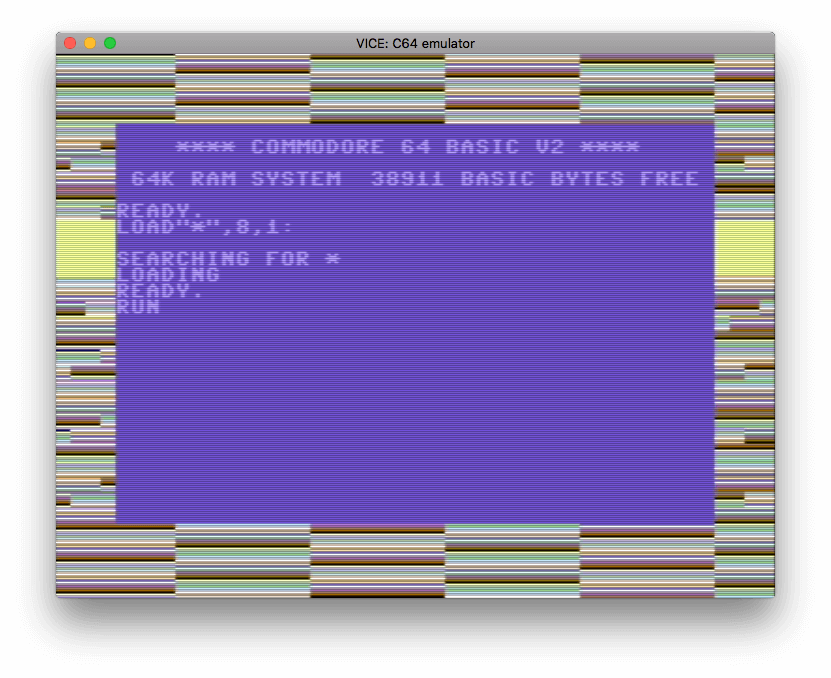 VICE: C64 emulator
**** COMMODORE 64 BASIC V2 ****
64K RAM SYSTEM  38911 BASIC BYTES FREE
READY.
LOAD"*",8,1:
SEARCHING FOR *
LOADING
READY.
RUN